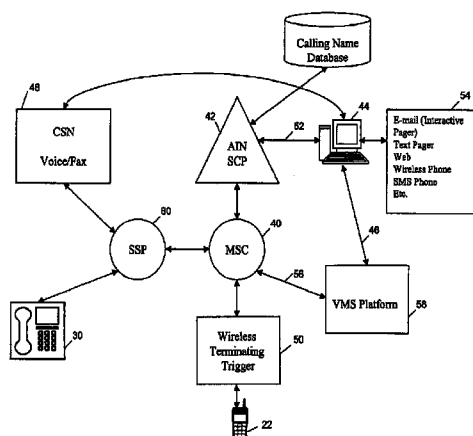 Calling Name
Database
48
CSN
Voice/Fax
42
AIN
SCP
52
44
54
E-mail (Interactive
Pager)
Text Pager
Web
Wireless Phone
SMS Phone
Etc.
60
SSP
40
MSC
46
56
VMS Platform
58
30
Wireless
Terminating
Trigger
50
22